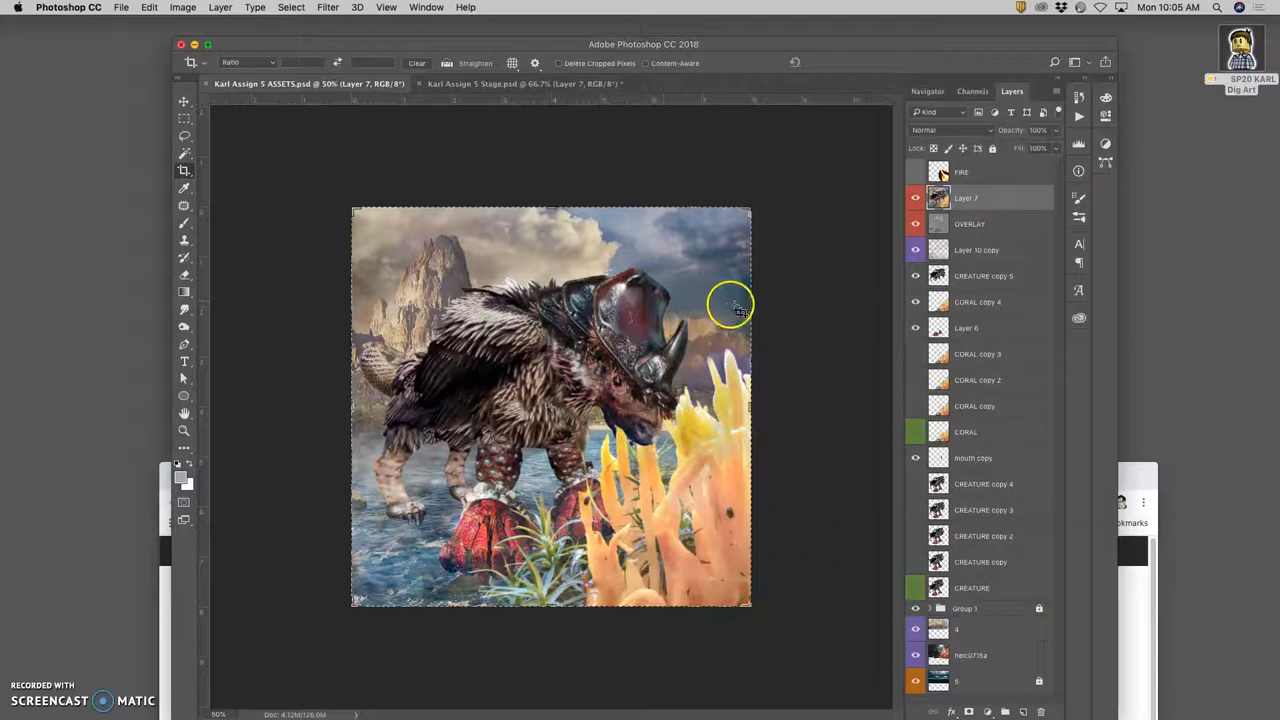 Photoshop CC File Edit Image Layer Type Select Filter 3D View Window Help Mon 10:05 AM
Adobe Photoshop CC 2018
Ratio Clear Straighten Delete Cropped Pixels Content-Aware
Karl Assign 5 ASSETS.psd @ 50% (Layer 7, RGB/8*) Karl Assign 5 Stage.psd @ 66.7% (Layer 7, RGB/8*) *
Navigator Channels Layers
Kind
Normal Opacity: 100%
Lock: Fill: 100%
FIRE
Layer 7
OVERLAY
Layer 10 copy
CREATURE copy 5
CORAL copy 4
Layer 6
CORAL copy 3
CORAL copy 2
CORAL copy
CORAL
mouth copy
CREATURE copy 4
CREATURE copy 3
CREATURE copy 2
CREATURE copy
CREATURE
Group 1
4
neic0715a
5
SP20 KARL
Dig Art
okmarks
50% Doc: 4.12M/126.0M
RECORDED WITH
SCREENCAST MATIC